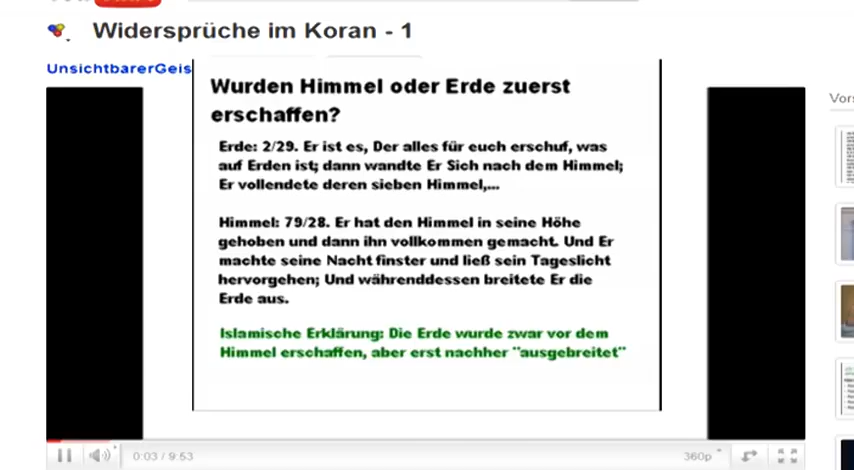 Widersprüche im Koran - 1
UnsichtbarerGeis
Wurden Himmel oder Erde zuerst
erschaffen?
Erde: 2/29. Er ist es, Der alles für euch erschuf, was
auf Erden ist; dann wandte Er Sich nach dem Himmel;
Er vollendete deren sieben Himmel,...
Himmel: 79/28. Er hat den Himmel in seine Höhe
gehoben und dann ihn vollkommen gemacht. Und Er
machte seine Nacht finster und ließ sein Tageslicht
hervorgehen; Und währenddessen breitete Er die
Erde aus.
Islamische Erklärung: Die Erde wurde zwar vor dem
Himmel erschaffen, aber erst nachher "ausgebreitet"
Vors
0:03 / 9:53
360p